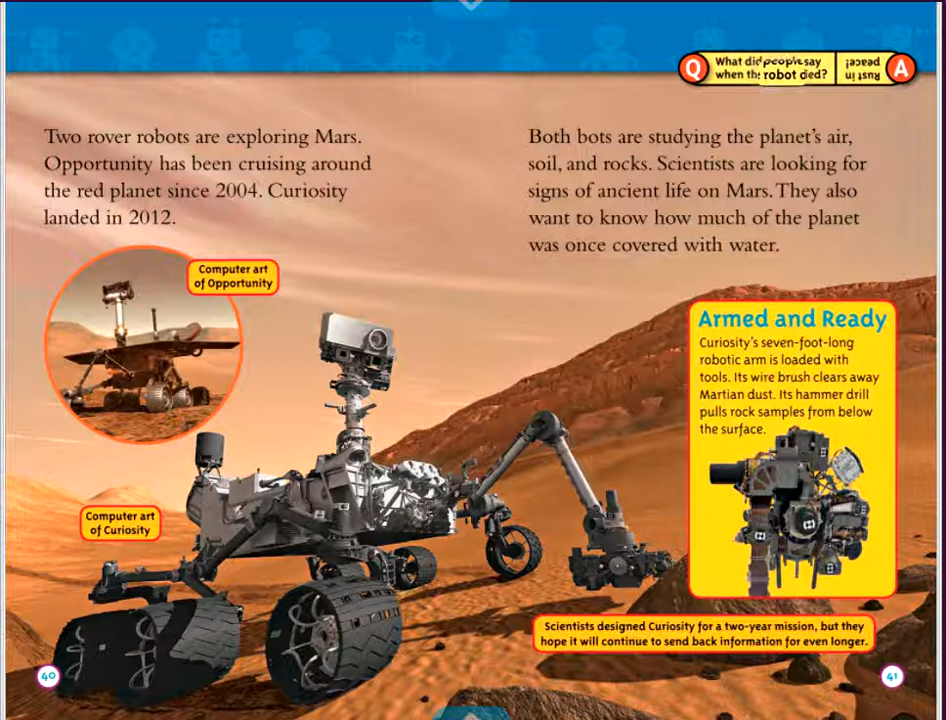 What did people say
when the robot died?
Rust in
peace!
Q
A
Two rover robots are exploring Mars.
Opportunity has been cruising around
the red planet since 2004. Curiosity
landed in 2012.
Both bots are studying the planet's air,
soil, and rocks. Scientists are looking for
signs of ancient life on Mars. They also
want to know how much of the planet
was once covered with water.
Computer art
of Opportunity
Armed and Ready
Curiosity's seven-foot-long
robotic arm is loaded with
tools. Its wire brush clears away
Martian dust. Its hammer drill
pulls rock samples from below
the surface.
Computer art
of Curiosity
Scientists designed Curiosity for a two-year mission, but they
hope it will continue to send back information for even longer.
40
41